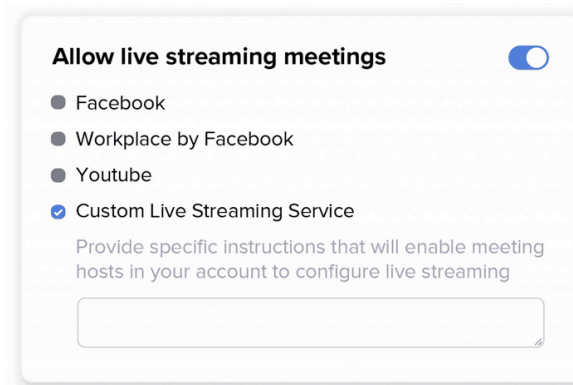 Allow live streaming meetings
Facebook
Workplace by Facebook
Youtube
Custom Live Streaming Service
Provide specific instructions that will enable meeting
hosts in your account to configure live streaming